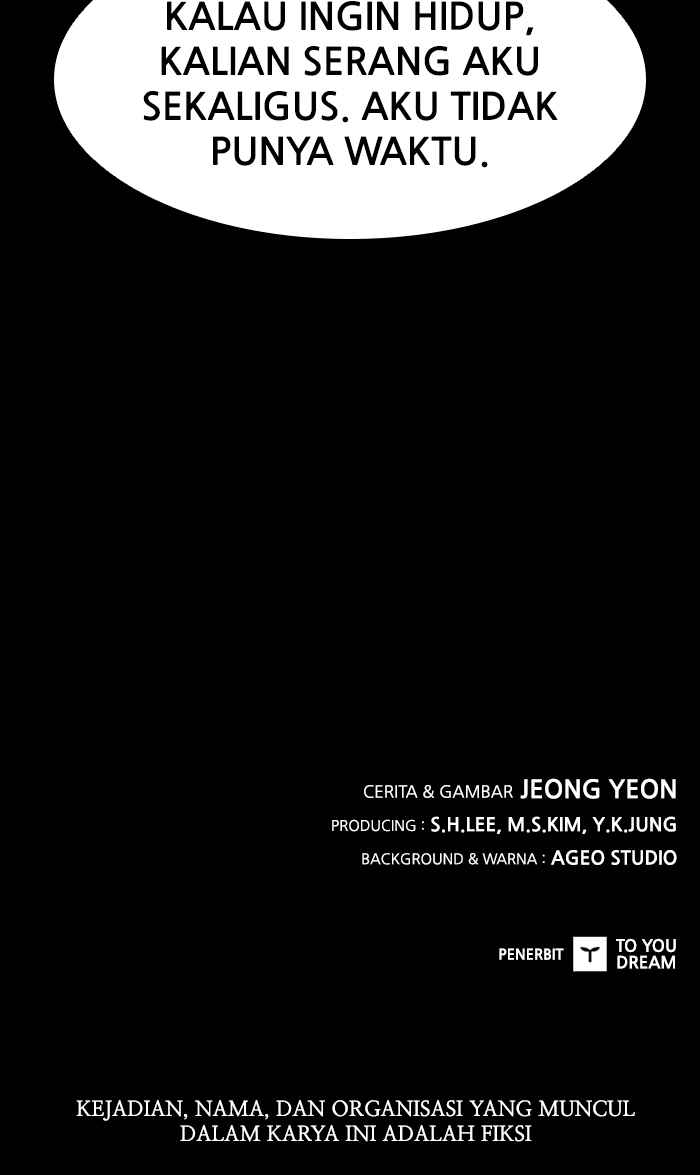 KALAU INGIN HIDUP,
KALIAN SERANG AKU
SEKALIGUS. AKU TIDAK
PUNYA WAKTU.
CERITA & GAMBAR JEONG YEON
PRODUCING : S.H.LEE, M.S.KIM, Y.K.JUNG
BACKGROUND & WARNA : AGEO STUDIO
PENERBIT TO YOU
DREAM
KEJADIAN, NAMA, DAN ORGANISASI YANG MUNCUL
DALAM KARYA INI ADALAH FIKSI